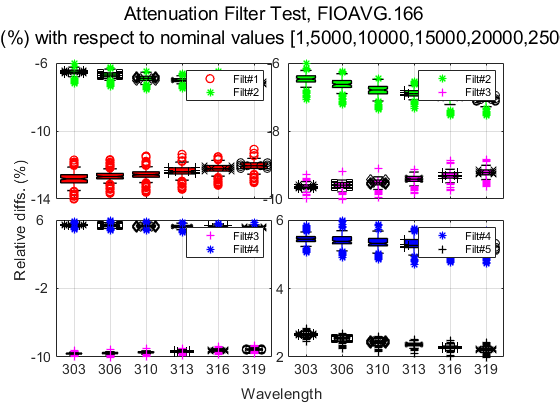 Attenuation Filter Test, FIOAVG.166
(%) with respect to nominal values [1,5000,10000,15000,20000,250
-6
-10
-14
Filt#1
Filt#2
-6
-8
-10
Filt#2
Filt#3
Relative diffs. (%)
6
-2
-10
Filt#3
Filt#4
303 306 310 313 316 319
6
4
2
Filt#4
Filt#5
303 306 310 313 316 319
Wavelength